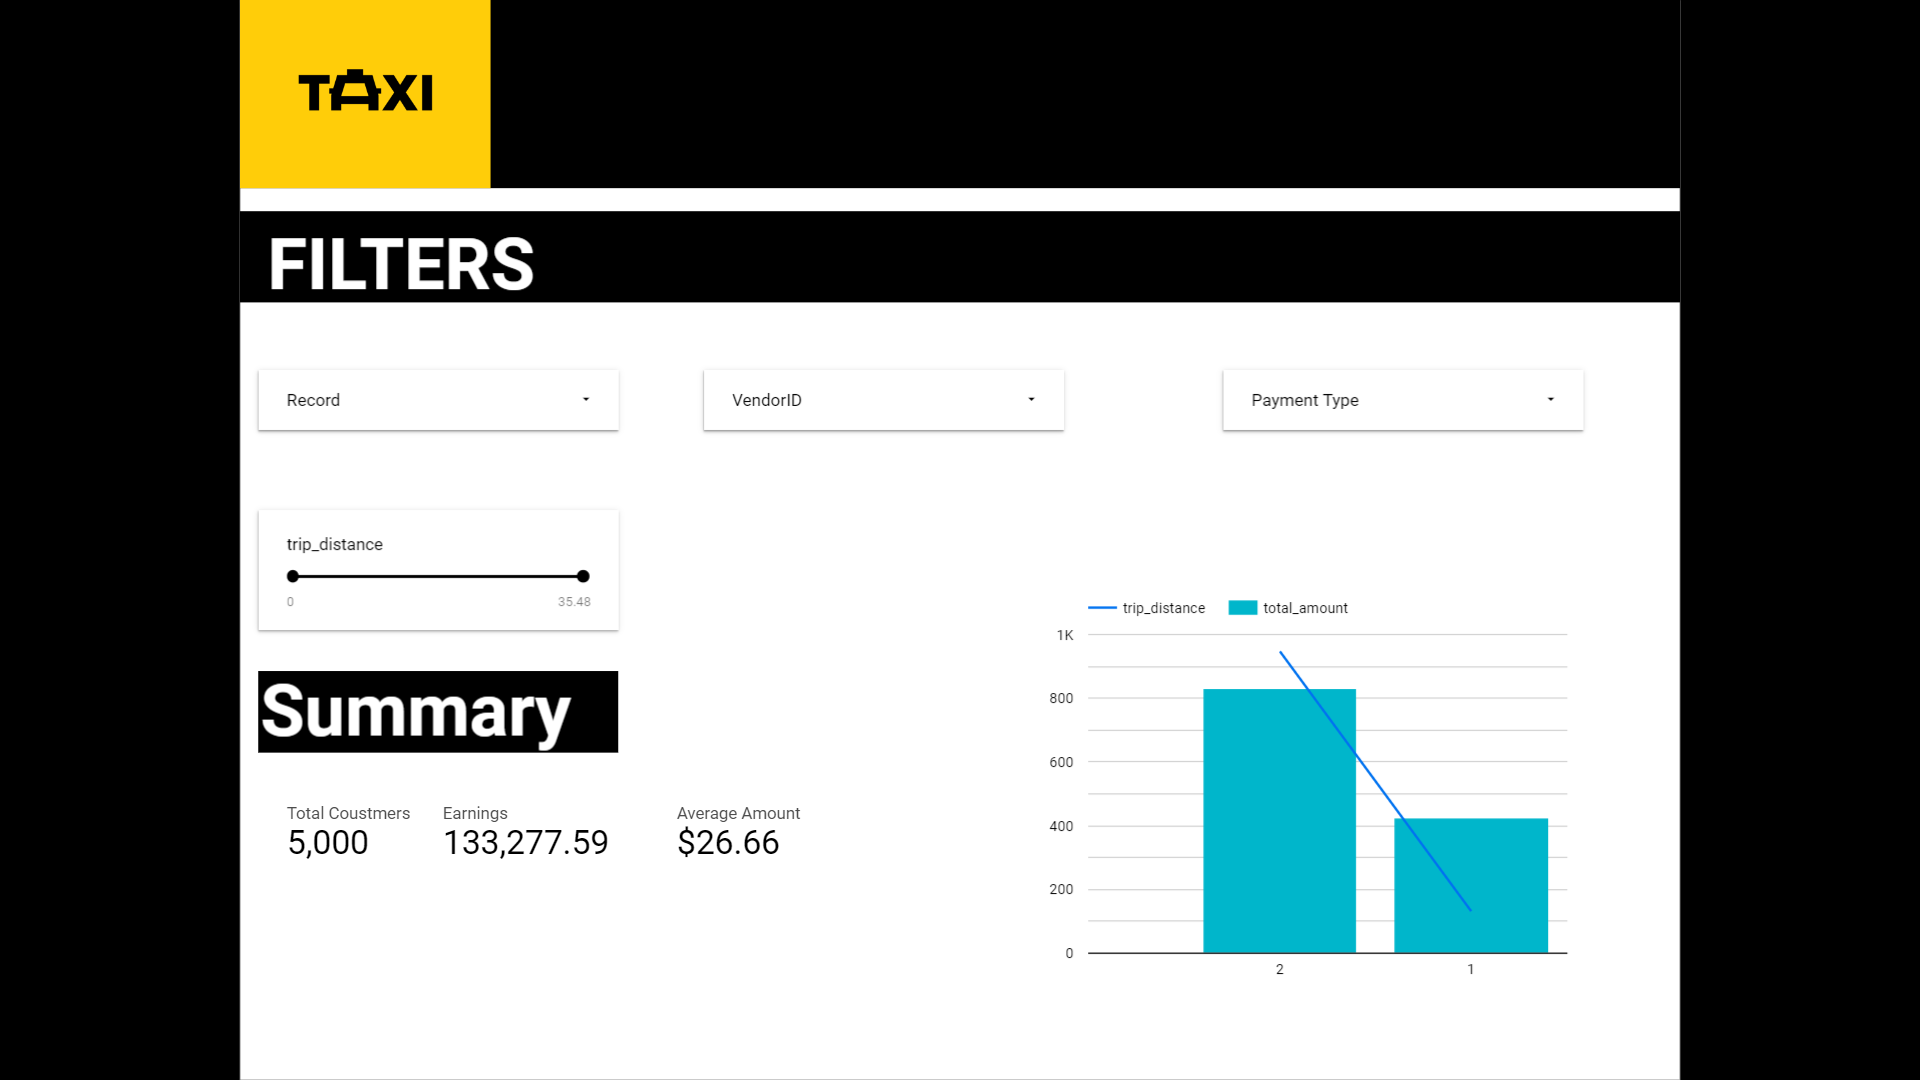 TAXI
FILTERS
Record
VendorID
Payment Type
trip_distance
0 35.48
Summary
Total Coustmers
5,000
Earnings
133,277.59
Average Amount
$26.66
trip_distance total_amount
1K
800
600
400
200
0
2 1